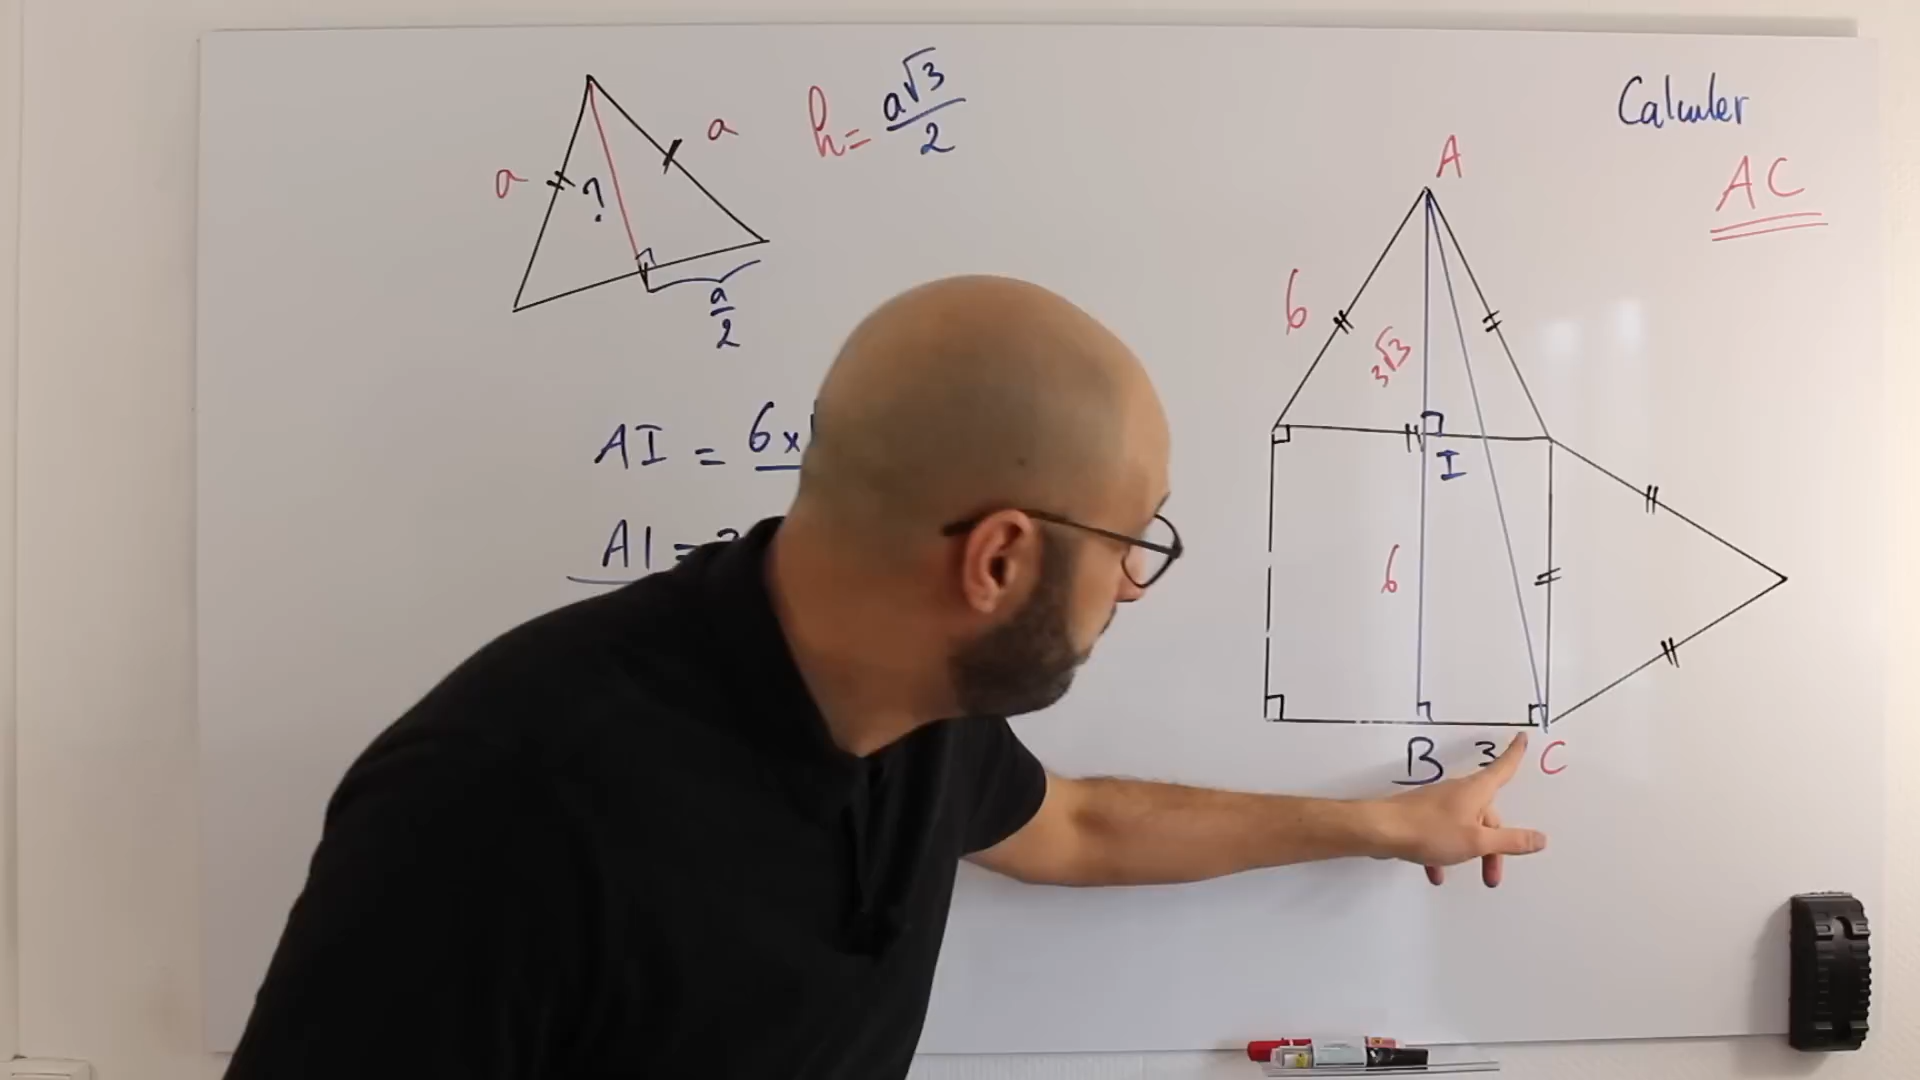 a
a
?
a/2
h = a√3/2
AI = 6×
AI =
Calculer
AC
A
6
3√3
I
6
B
3
C